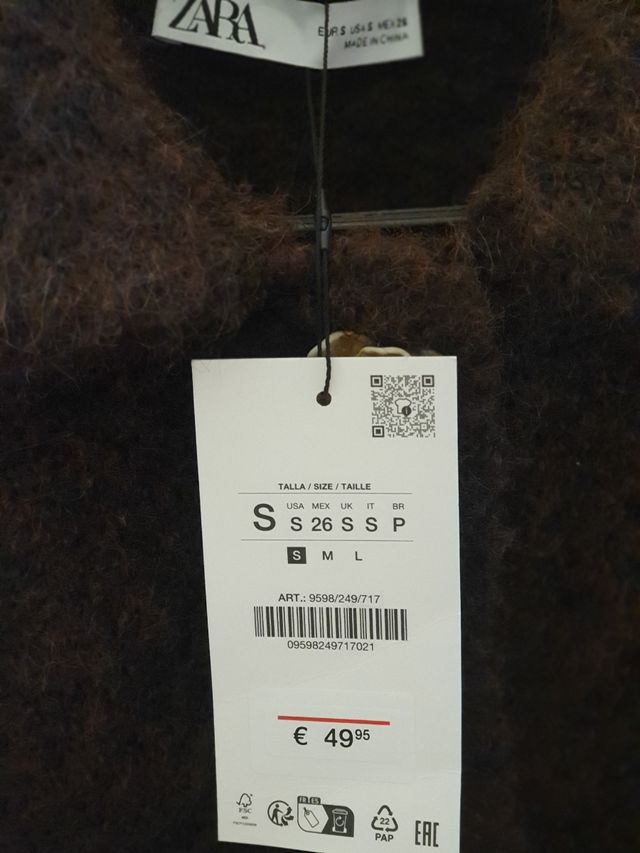 ZARA
EUR S USA S MEX 26
MADE IN CHINA
TALLA / SIZE / TAILLE
S
USA MEX UK IT BR
S 26 S S P
S M L
ART.: 9598/249/717
09598249717021
€ 49 95
FSC
FR ES
22
PAP
EAC